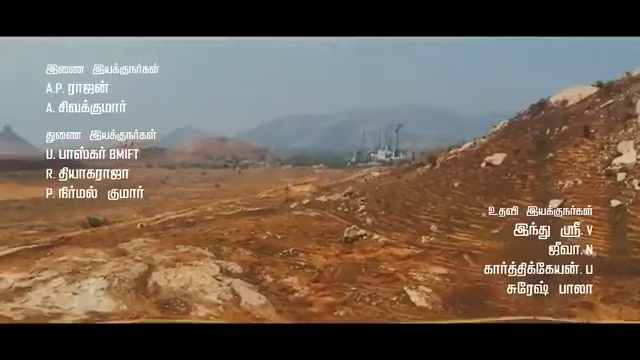 இணை இயக்குநர்கள்
A.P. ராஜன்
A. சிவக்குமார்
துணை இயக்குநர்கள்
U. பாஸ்கர் BMIFT
R. தியாகராஜா
P. நிர்மல் குமார்
உதவி இயக்குநர்கள்
இந்து ஸ்ரீ. V
ஜீவா. N
கார்த்திக்கேயன். U
சுரேஷ் பாலா